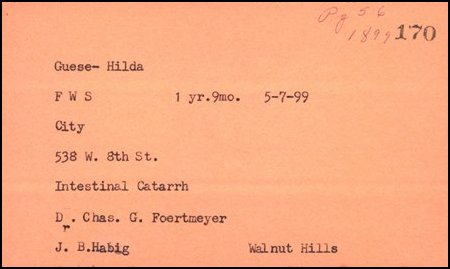 Pg 56
1899 170
Guese- Hilda
F W S 1 yr.9mo. 5-7-99
City
538 W. 8th St.
Intestinal Catarrh
Dr. Chas. G. Foertmeyer
J. B.Habig Walnut Hills